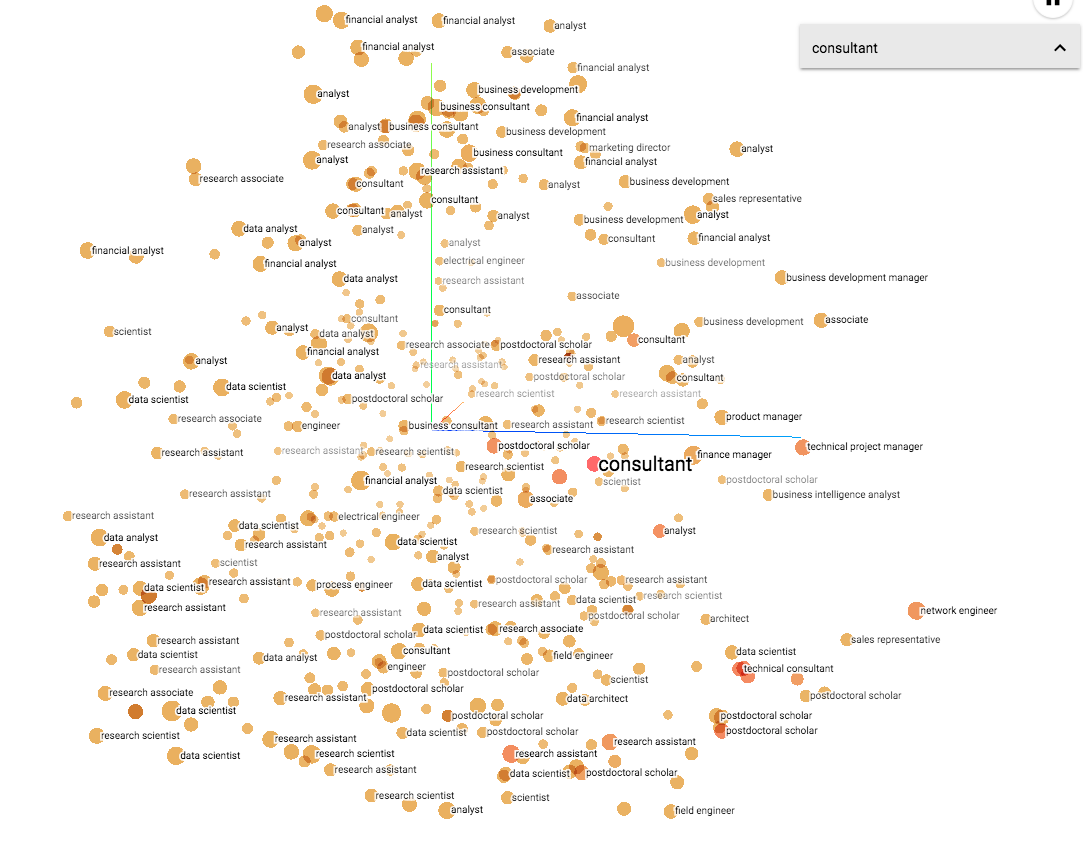 financial analyst
financial analyst
analyst
consultant
financial analyst
associate
financial analyst
business development
analyst
business consultant
financial analyst
analyst
business consultant
business development
research associate
marketing director
analyst
business consultant
analyst
financial analyst
research assistant
research associate
consultant
analyst
business development
consultant
sales representative
consultant
analyst
analyst
analyst
business development
data analyst
analyst
consultant
financial analyst
analyst
analyst
financial analyst
electrical engineer
business development
financial analyst
data analyst
research assistant
business development manager
associate
consultant
consultant
associate
business development
scientist
analyst
data analyst
consultant
research associate
postdoctoral scholar
financial analyst
analyst
research assistant
analyst
research assistant
data analyst
postdoctoral scholar
consultant
data scientist
research scientist
research assistant
data scientist
postdoctoral scholar
research associate
product manager
engineer
business consultant
research assistant
research scientist
postdoctoral scholar
technical project manager
research assistant
research assistant
research scientist
finance manager
consultant
research scientist
financial analyst
scientist
postdoctoral scholar
research assistant
data scientist
associate
business intelligence analyst
research assistant
electrical engineer
data scientist
research scientist
analyst
data analyst
research assistant
data scientist
research assistant
analyst
research assistant
scientist
data scientist
research assistant
process engineer
data scientist
postdoctoral scholar
research assistant
research assistant
research assistant
data scientist
research scientist
research assistant
postdoctoral scholar
network engineer
architect
research assistant
postdoctoral scholar
data scientist
research associate
sales representative
data scientist
data analyst
consultant
field engineer
data scientist
research assistant
engineer
postdoctoral scholar
technical consultant
scientist
research associate
research assistant
postdoctoral scholar
data architect
postdoctoral scholar
data scientist
postdoctoral scholar
postdoctoral scholar
research scientist
research assistant
data scientist
postdoctoral scholar
postdoctoral scholar
research assistant
data scientist
research scientist
research assistant
research assistant
data scientist
postdoctoral scholar
research scientist
scientist
analyst
field engineer